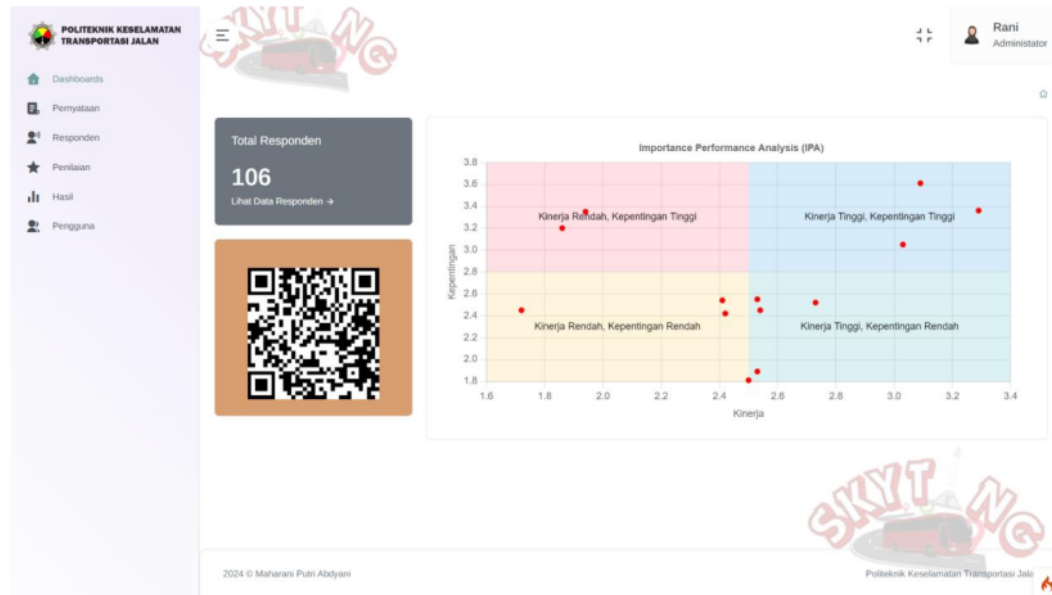 POLITEKNIK KESELAMATAN
TRANSPORTASI JALAN
Dashboards
Pernyataan
Responden
Penilaian
Hasil
Pengguna
SKYTNG
Rani
Administator
Total Responden
106
Lihat Data Responden →
Importance Performance Analysis (IPA)
Kepentingan
3.8
3.6
3.4
3.2
3.0
2.8
2.6
2.4
2.2
2.0
1.8
Kinerja Rendah, Kepentingan Tinggi
Kinerja Tinggi, Kepentingan Tinggi
Kinerja Rendah, Kepentingan Rendah
Kinerja Tinggi, Kepentingan Rendah
1.6 1.8 2.0 2.2 2.4 2.6 2.8 3.0 3.2 3.4
Kinerja
SKYTNG
2024 © Maharani Putri Abdyani
Politeknik Keselamatan Transportasi Jala